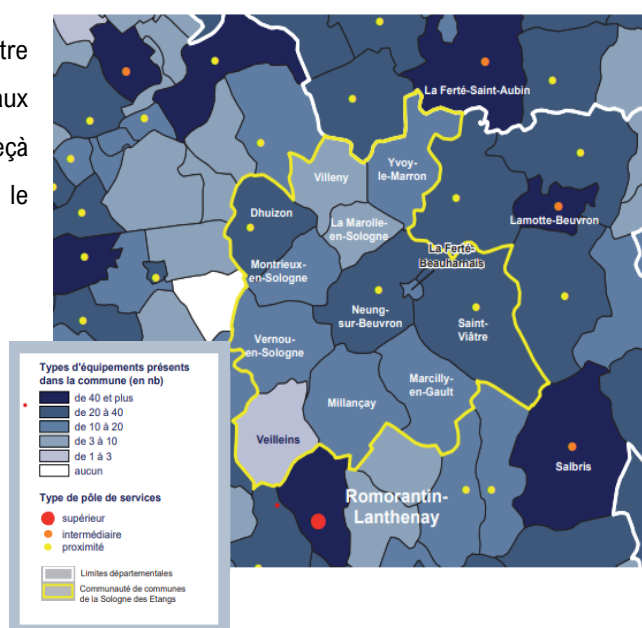 tre
aux
çà
le
La Ferté-Saint-Aubin
Yvoy-
le-Marron
Villeny
Dhuizon
Lamotte-Beuvron
La Marolle-
en-Sologne
La Ferté-
Beauharnais
Montrieux-
en-Sologne
Neung-
sur-Beuvron
Saint-
Viâtre
Vernou-
en-Sologne
Marcilly-
en-Gault
Millançay
Veilleins
Salbris
Romorantin-
Lanthenay
Types d'équipements présents
dans la commune (en nb)
de 40 et plus
de 20 à 40
de 10 à 20
de 3 à 10
de 1 à 3
aucun
Type de pôle de services
supérieur
intermédiaire
proximité
Limites départementales
Communauté de communes
de la Sologne des Etangs